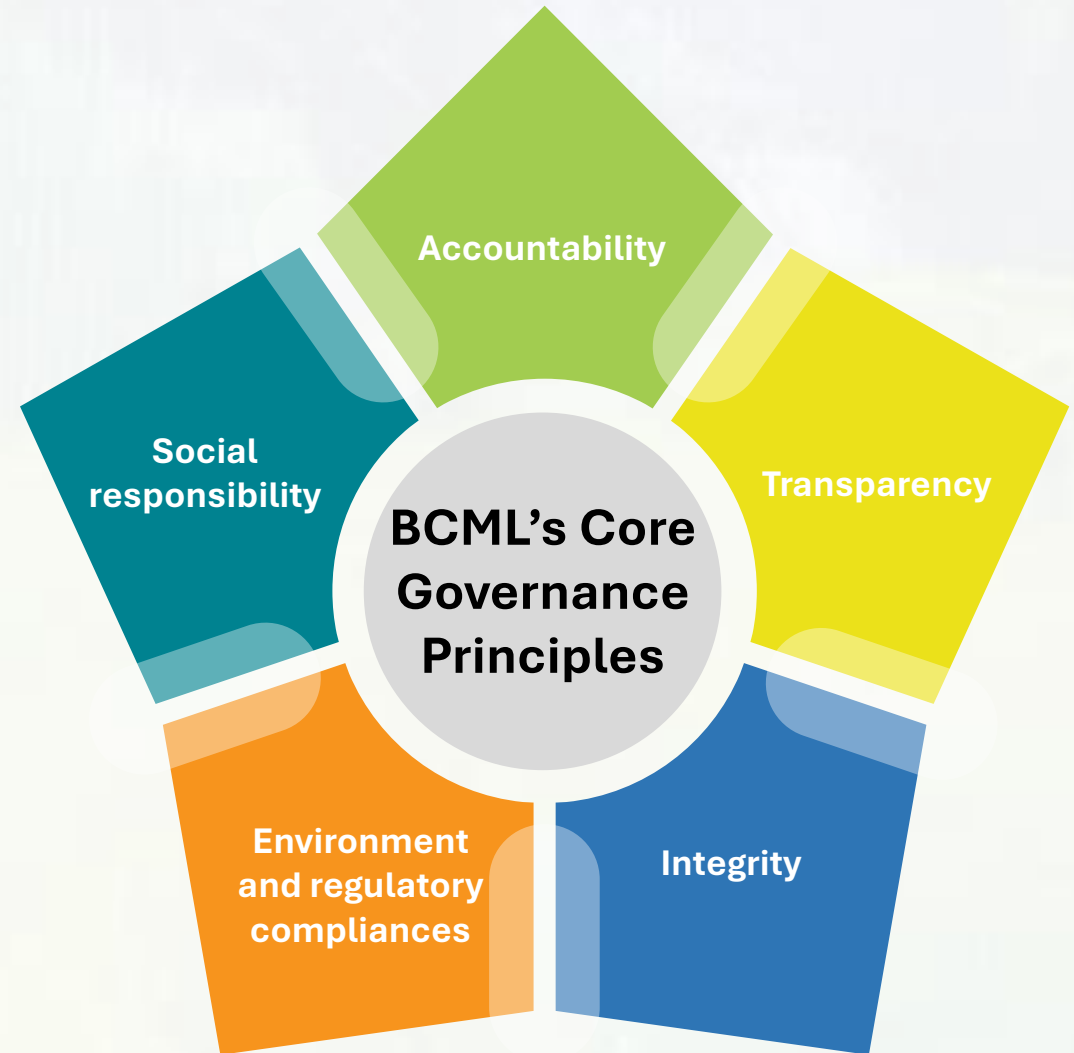 Accountability
Social
responsibility
Transparency
BCML’s Core
Governance
Principles
Environment
and regulatory
compliances
Integrity